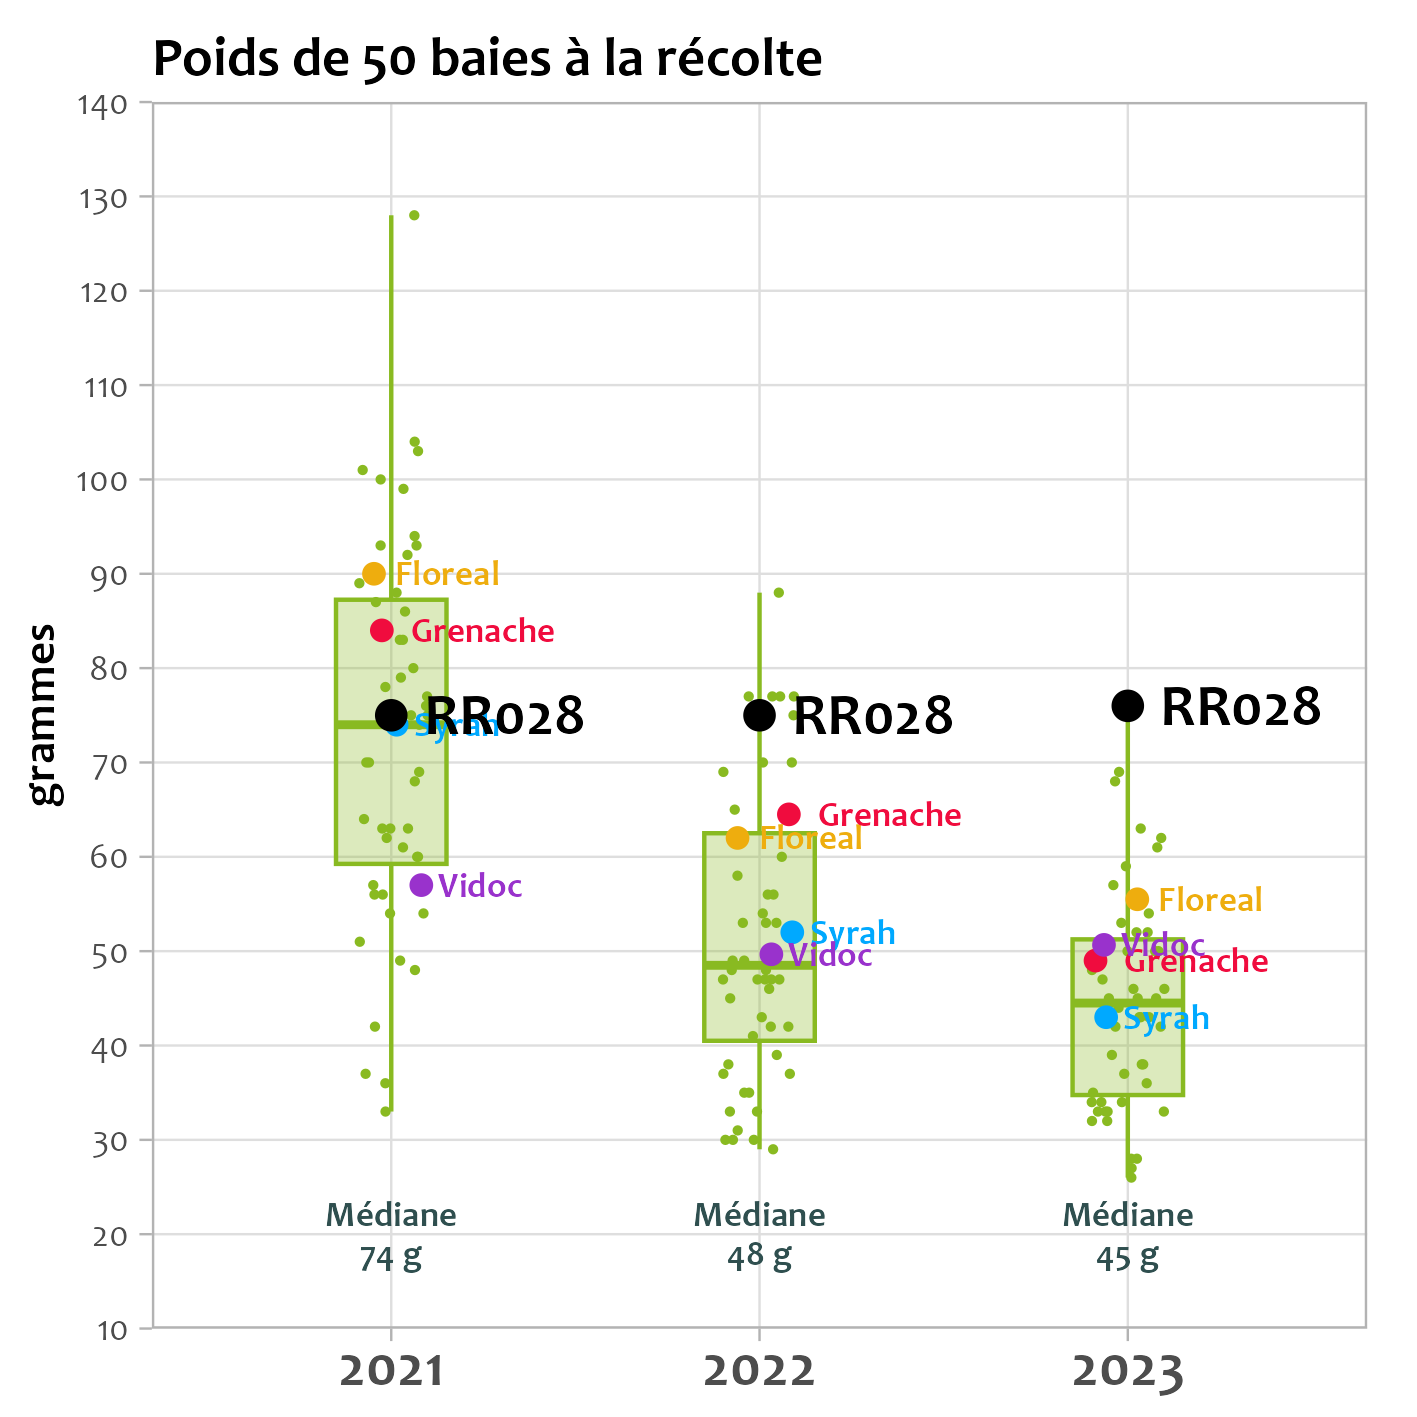 Poids de 50 baies à la récolte
grammes
140
130
120
110
100
90
80
70
60
50
40
30
20
10
Floreal
Grenache
RR028
Syrah
Vidoc
RR028
Grenache
Floreal
Syrah
Vidoc
RR028
Floreal
Vidoc
Grenache
Syrah
Médiane
74 g
Médiane
48 g
Médiane
45 g
2021
2022
2023